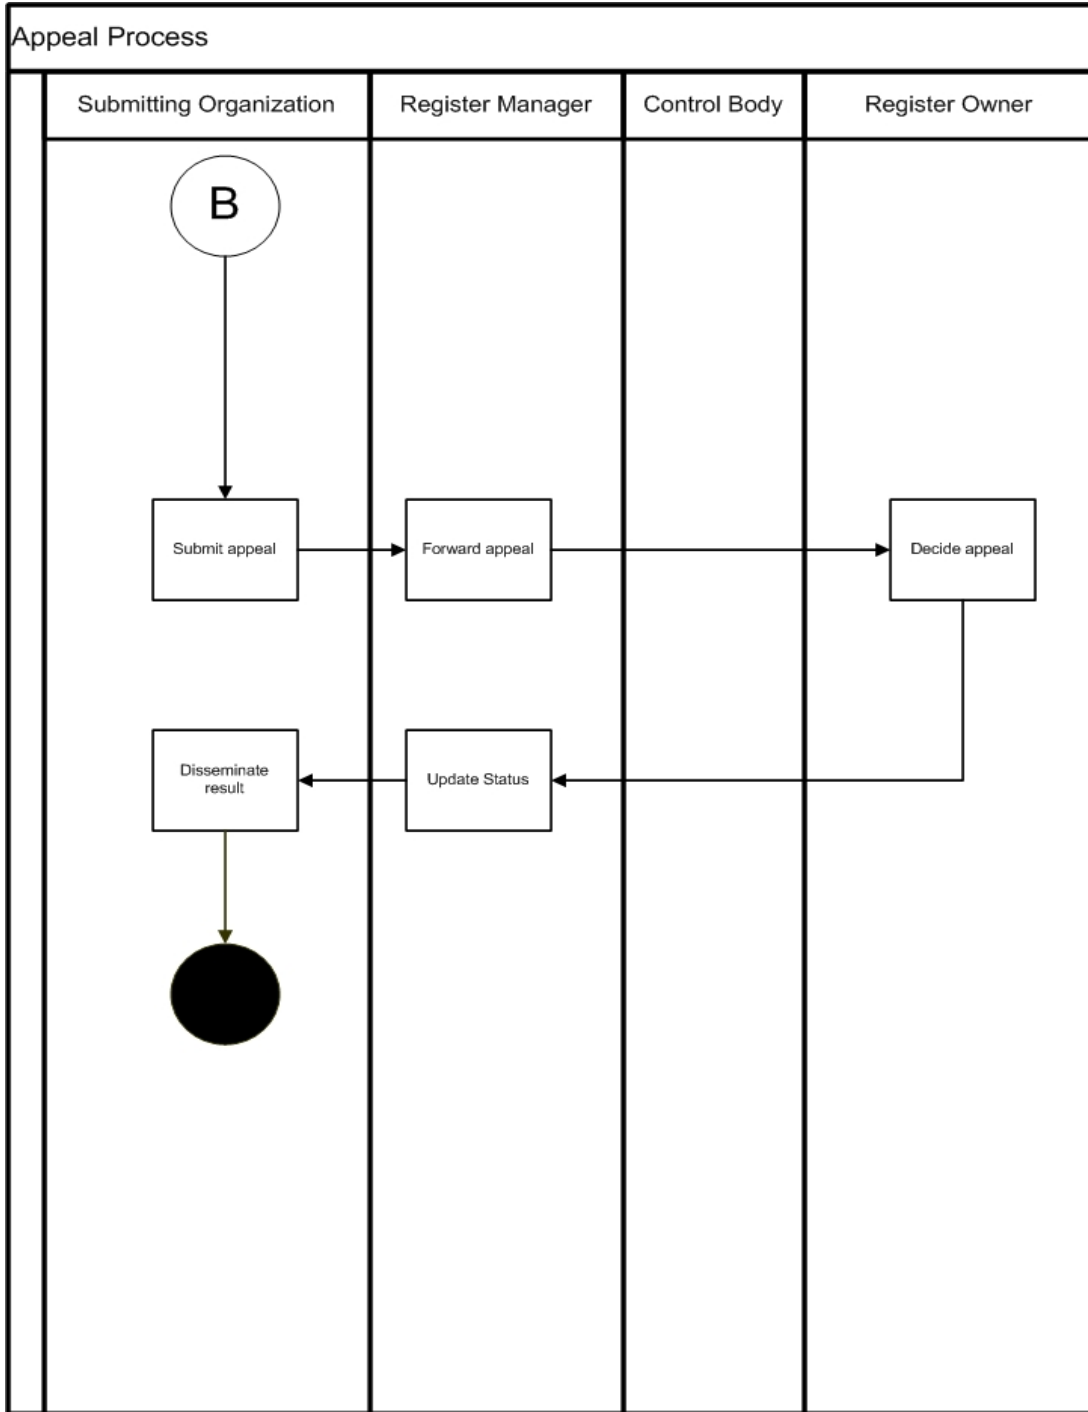 Appeal Process
Submitting Organization
Register Manager
Control Body
Register Owner
B
Submit appeal
Forward appeal
Decide appeal
Disseminate
result
Update Status